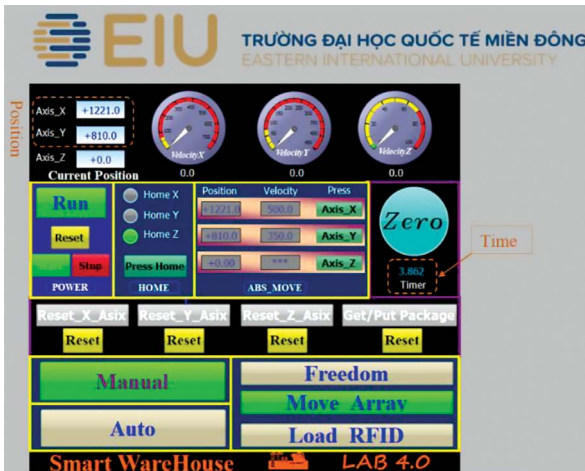 EIU
TRƯỜNG ĐẠI HỌC QUỐC TẾ MIỀN ĐÔNG
EASTERN INTERNATIONAL UNIVERSITY
Position
Axis_X +1221.0
Axis_Y +810.0
Axis_Z +0.0
Current Position
VelocityX
0.0
VelocityY
0.0
VelocityZ
0.0
Run
Reset
Stop
POWER
Home X
Home Y
Home Z
Press Home
HOME
Position Velocity Press
+1221.0 500.0 Axis_X
+810.0 350.0 Axis_Y
+0.00 *** Axis_Z
ABS_MOVE
Zero
3.862
Timer
Time
Reset_X_Asix Reset_Y_Asix Reset_Z_Asix Get/Put Package
Reset Reset Reset Reset
Manual
Auto
Freedom
Move Array
Load RFID
Smart WareHouse LAB 4.0